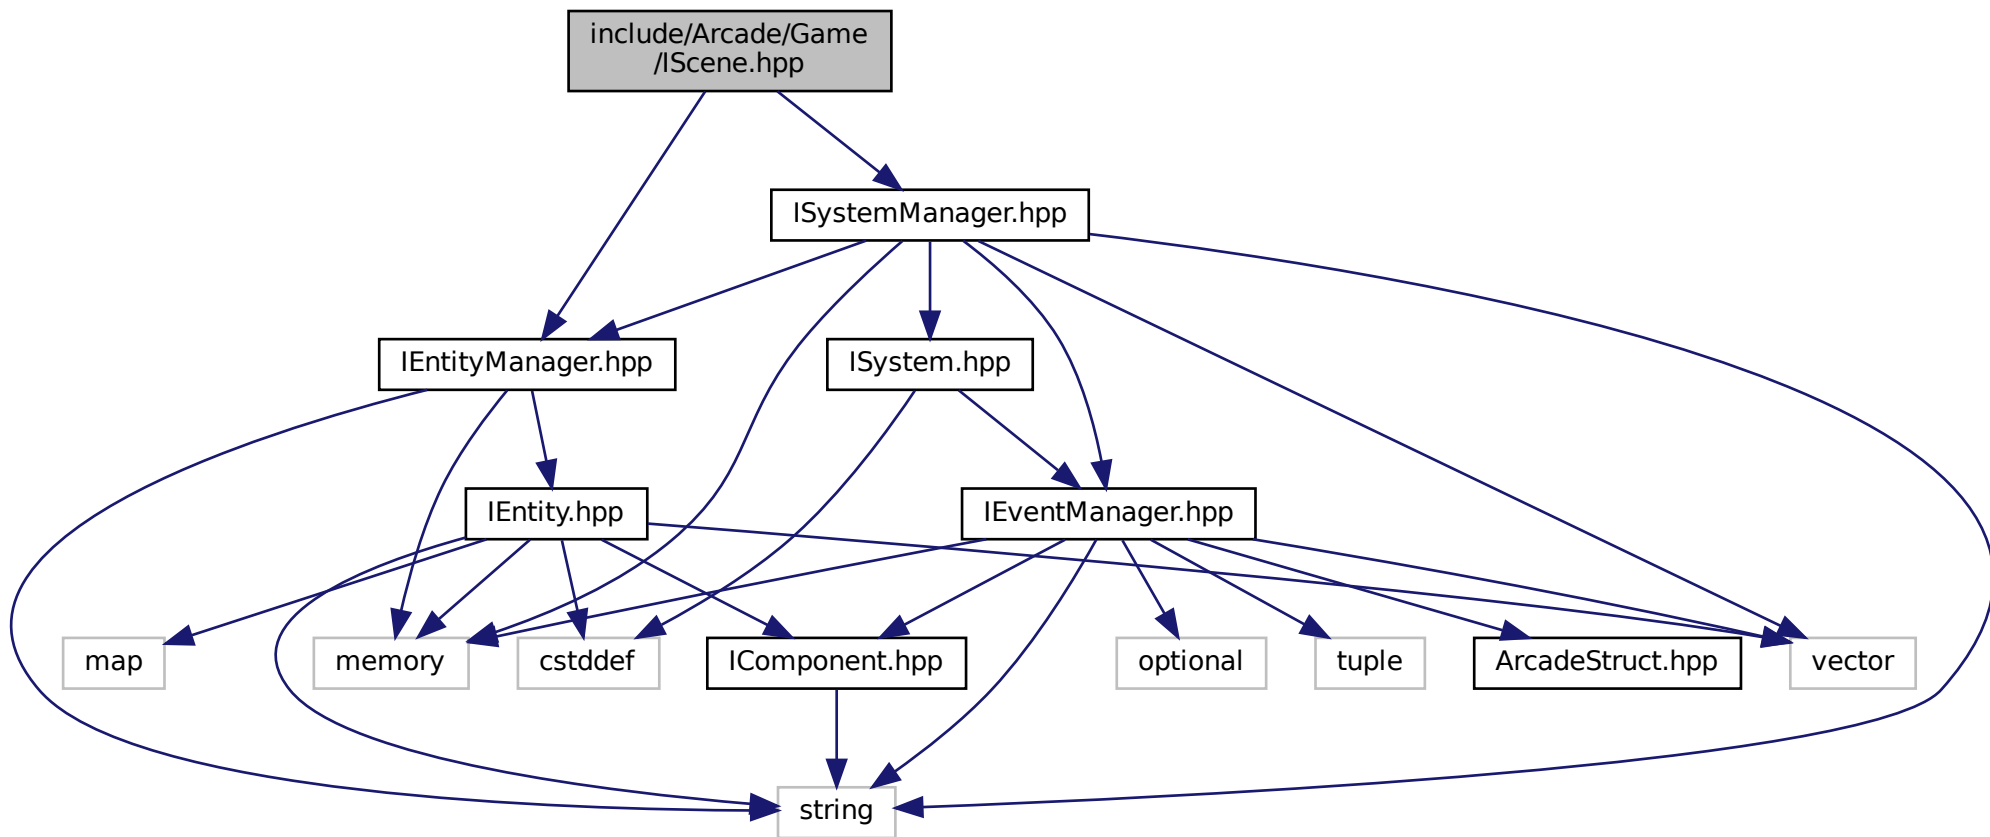 include/Arcade/Game
/IScene.hpp
ISystemManager.hpp
IEntityManager.hpp
ISystem.hpp
IEntity.hpp
IEventManager.hpp
map
memory
cstddef
IComponent.hpp
optional
tuple
ArcadeStruct.hpp
vector
string